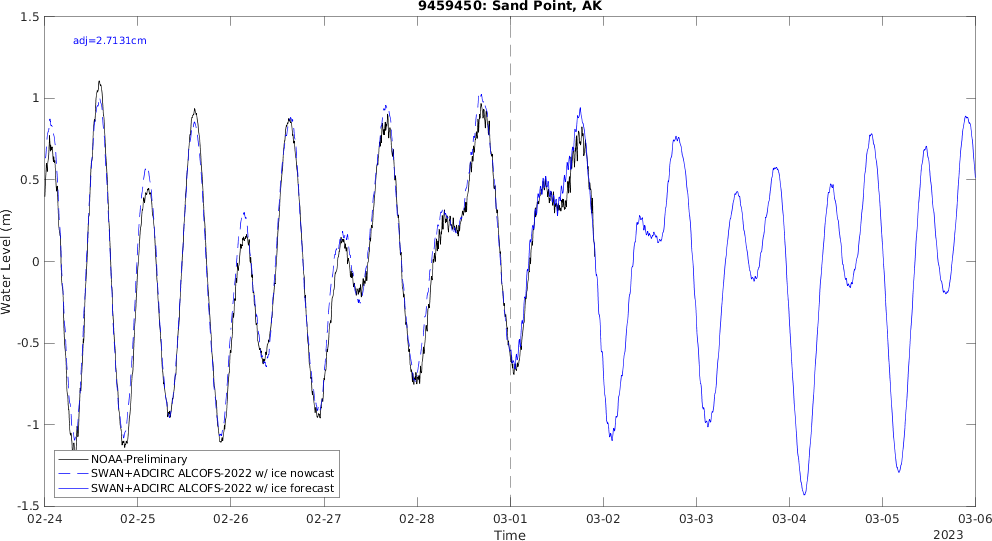 9459450: Sand Point, AK
adj=2.7131cm
1.5
1
0.5
0
-0.5
-1
-1.5
Water Level (m)
NOAA-Preliminary
SWAN+ADCIRC ALCOFS-2022 w/ ice nowcast
SWAN+ADCIRC ALCOFS-2022 w/ ice forecast
02-24 02-25 02-26 02-27 02-28 03-01 03-02 03-03 03-04 03-05 03-06
Time
2023